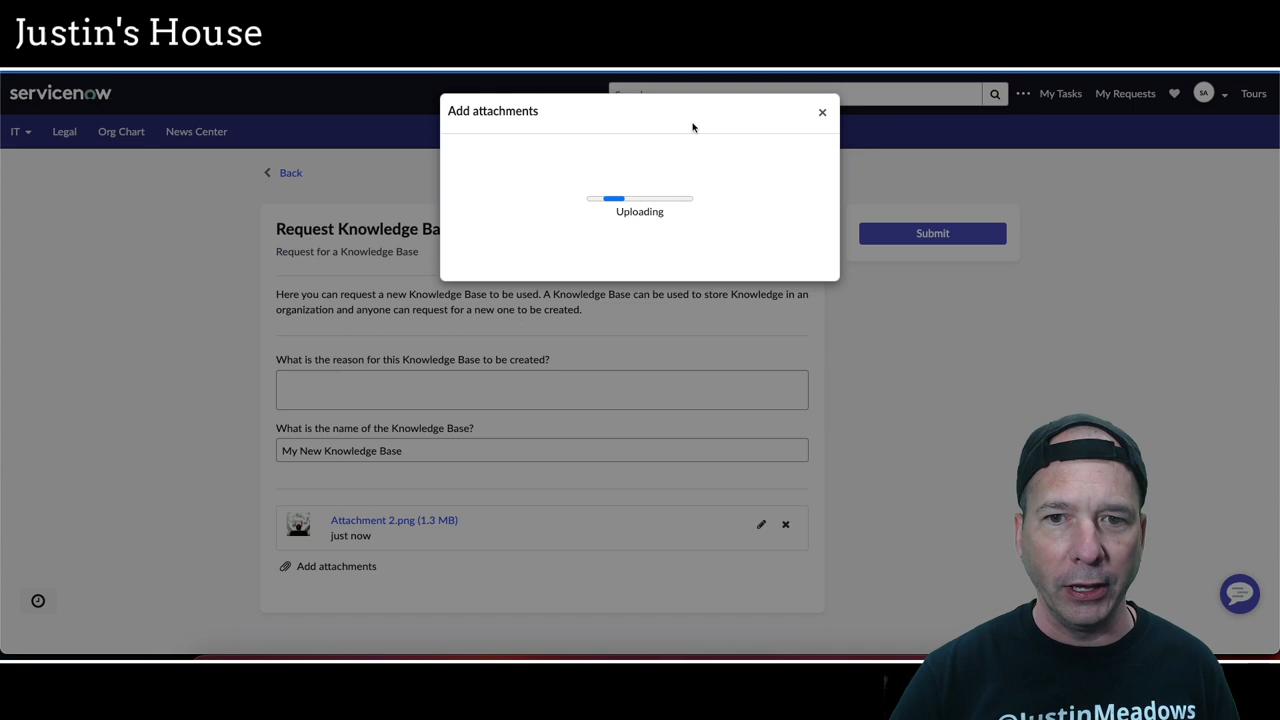 Justin's House
servicenow
My Tasks
My Requests
SA
Tours
IT
Legal
Org Chart
News Center
Add attachments
×
Uploading
Back
Request Knowledge Ba
Request for a Knowledge Base
Submit
Here you can request a new Knowledge Base to be used. A Knowledge Base can be used to store Knowledge in an
organization and anyone can request for a new one to be created.
What is the reason for this Knowledge Base to be created?
What is the name of the Knowledge Base?
My New Knowledge Base
Attachment 2.png (1.3 MB)
just now
Add attachments
@JustinMeadows